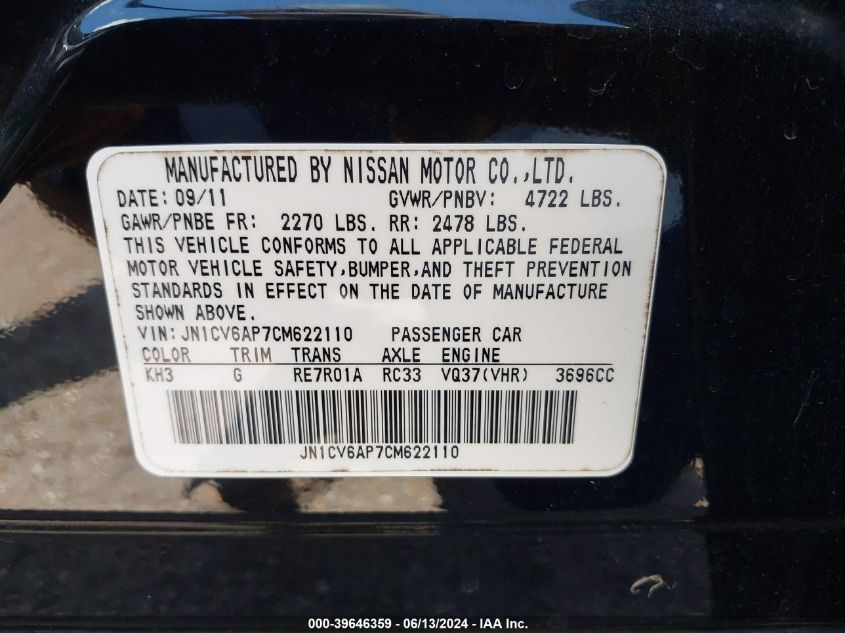 MANUFACTURED BY NISSAN MOTOR CO.,LTD.
DATE: 09/11 GVWR/PNBV: 4722 LBS.
GAWR/PNBE FR: 2270 LBS. RR: 2478 LBS.
THIS VEHICLE CONFORMS TO ALL APPLICABLE FEDERAL
MOTOR VEHICLE SAFETY,BUMPER,AND THEFT PREVENTION
STANDARDS IN EFFECT ON THE DATE OF MANUFACTURE
SHOWN ABOVE.
VIN: JN1CV6AP7CM622110 PASSENGER CAR
COLOR TRIM TRANS AXLE ENGINE
KH3 G RE7R01A RC33 VQ37(VHR) 3696CC
JN1CV6AP7CM622110
000-39646359 - 06/13/2024 - IAA Inc.